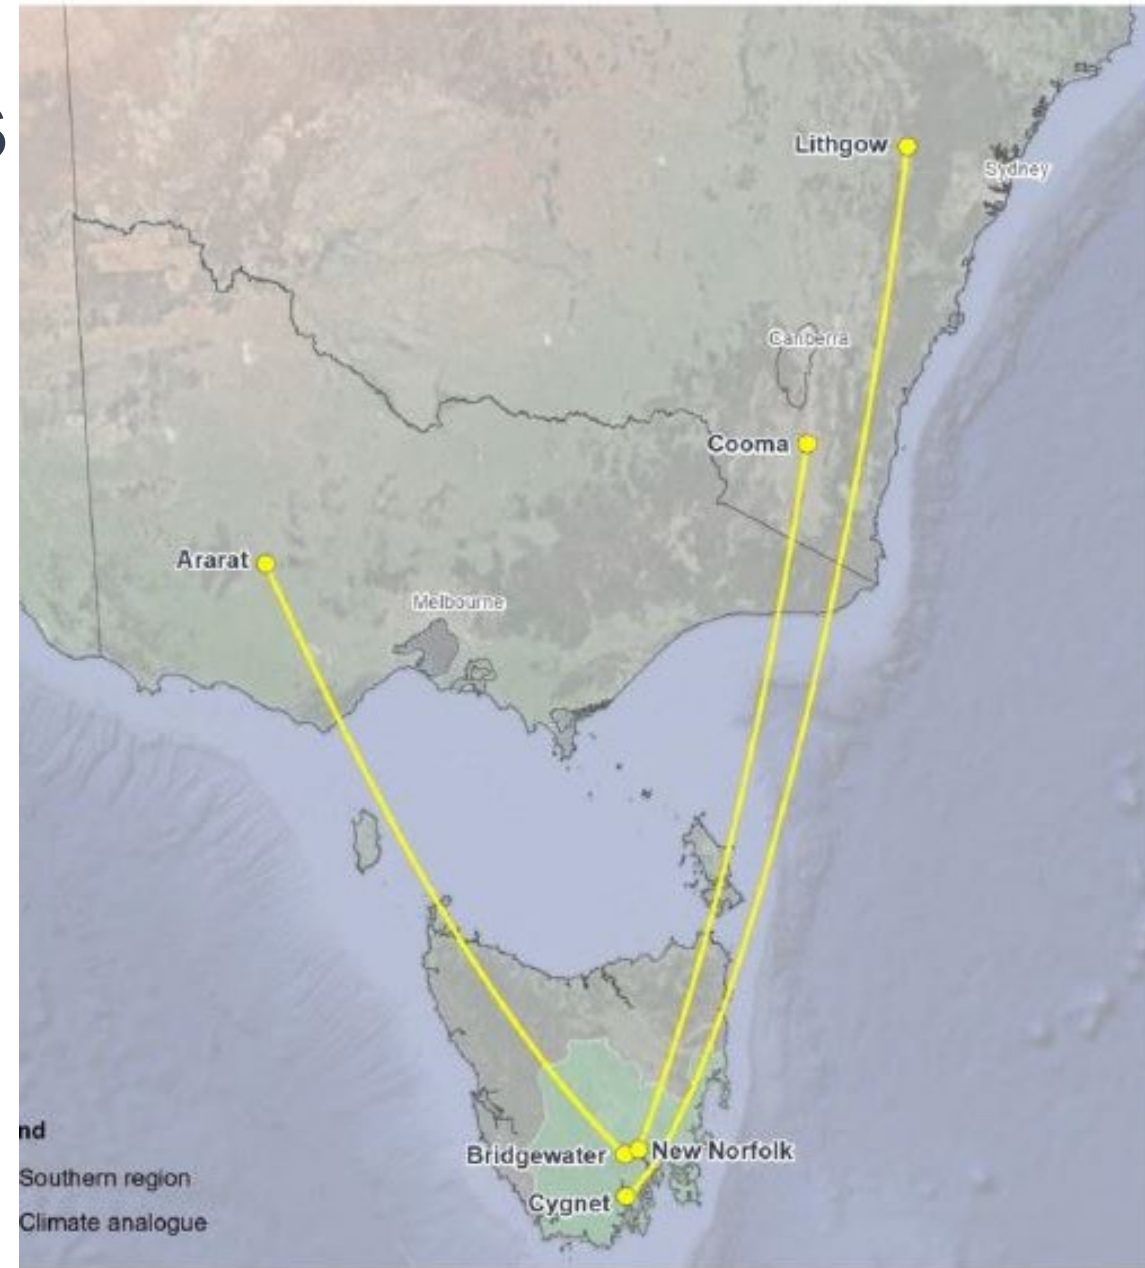 s
Lithgow
Sydney
Canberra
Cooma
Ararat
Melbourne
Bridgewater
New Norfolk
Cygnet
nd
Southern region
Climate analogue